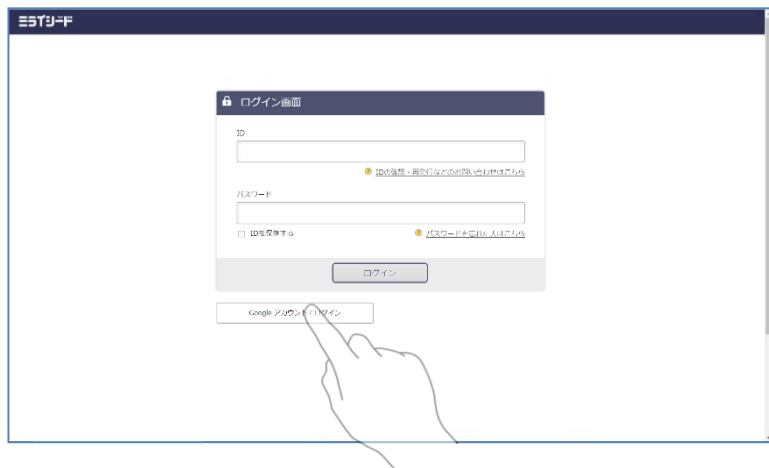 ミライシード
ログイン画面
ID
IDの確認・再発行などのお問い合わせはこちら
パスワード
IDを保存する
パスワードを忘れた人はこちら
ログイン
Google アカウントでログイン